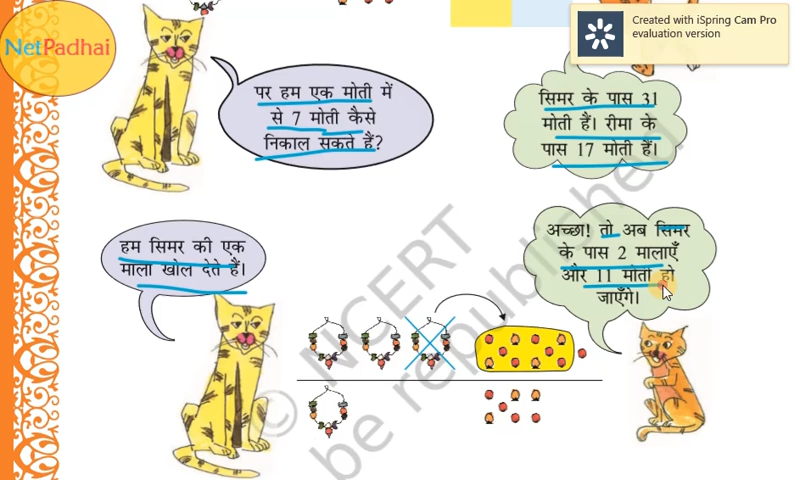 Created with iSpring Cam Pro
evaluation version
NetPadhai
पर हम एक मोती में
से 7 मोती कैसे
निकाल सकते हैं?
सिमर के पास 31
मोती हैं। रीमा के
पास 17 मोती हैं।
हम सिमर की एक
माला खोल देते हैं।
अच्छा! तो अब सिमर
के पास 2 मालाएँ
और 11 मोती हो
जाएँगे।
© NCERT
be republished